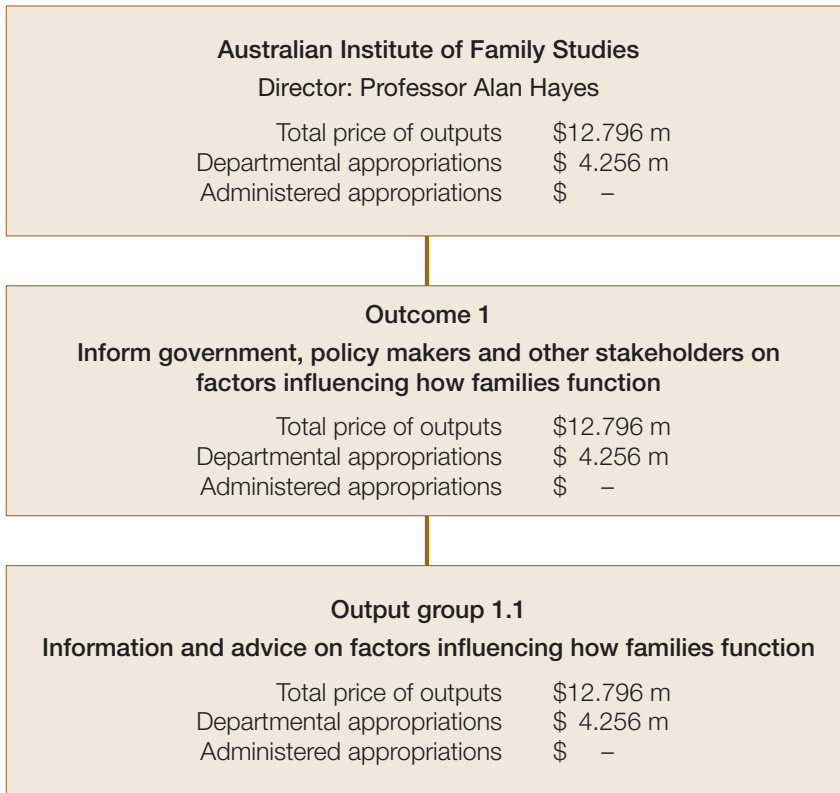 Australian Institute of Family Studies
Director: Professor Alan Hayes
Total price of outputs $12.796 m
Departmental appropriations $ 4.256 m
Administered appropriations $ –
Outcome 1
Inform government, policy makers and other stakeholders on
factors influencing how families function
Total price of outputs $12.796 m
Departmental appropriations $ 4.256 m
Administered appropriations $ –
Output group 1.1
Information and advice on factors influencing how families function
Total price of outputs $12.796 m
Departmental appropriations $ 4.256 m
Administered appropriations $ –